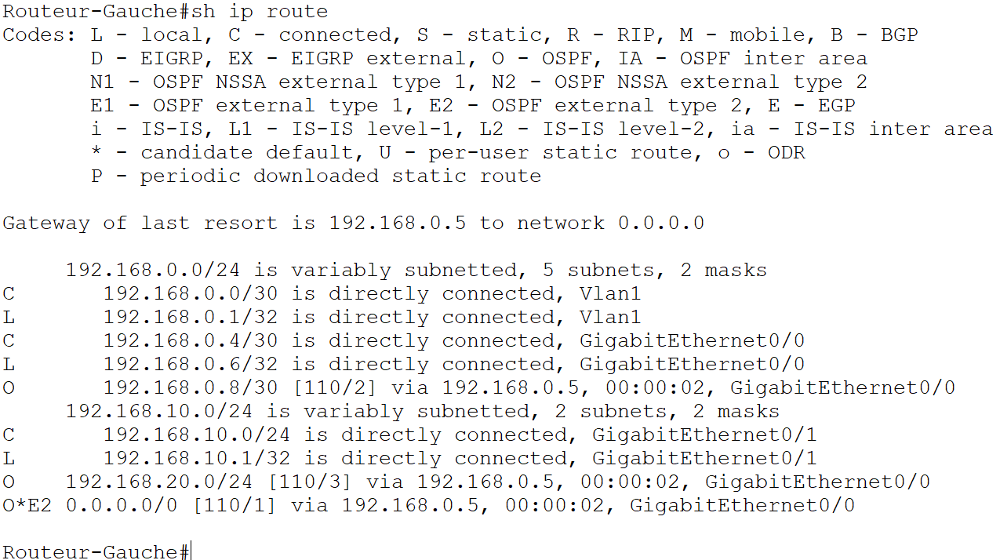 Routeur-Gauche#sh ip route
Codes: L - local, C - connected, S - static, R - RIP, M - mobile, B - BGP
       D - EIGRP, EX - EIGRP external, O - OSPF, IA - OSPF inter area
       N1 - OSPF NSSA external type 1, N2 - OSPF NSSA external type 2
       E1 - OSPF external type 1, E2 - OSPF external type 2, E - EGP
       i - IS-IS, L1 - IS-IS level-1, L2 - IS-IS level-2, ia - IS-IS inter area
       * - candidate default, U - per-user static route, o - ODR
       P - periodic downloaded static route

Gateway of last resort is 192.168.0.5 to network 0.0.0.0

     192.168.0.0/24 is variably subnetted, 5 subnets, 2 masks
C       192.168.0.0/30 is directly connected, Vlan1
L       192.168.0.1/32 is directly connected, Vlan1
C       192.168.0.4/30 is directly connected, GigabitEthernet0/0
L       192.168.0.6/32 is directly connected, GigabitEthernet0/0
O       192.168.0.8/30 [110/2] via 192.168.0.5, 00:00:02, GigabitEthernet0/0
     192.168.10.0/24 is variably subnetted, 2 subnets, 2 masks
C       192.168.10.0/24 is directly connected, GigabitEthernet0/1
L       192.168.10.1/32 is directly connected, GigabitEthernet0/1
O    192.168.20.0/24 [110/3] via 192.168.0.5, 00:00:02, GigabitEthernet0/0
O*E2 0.0.0.0/0 [110/1] via 192.168.0.5, 00:00:02, GigabitEthernet0/0

Routeur-Gauche#